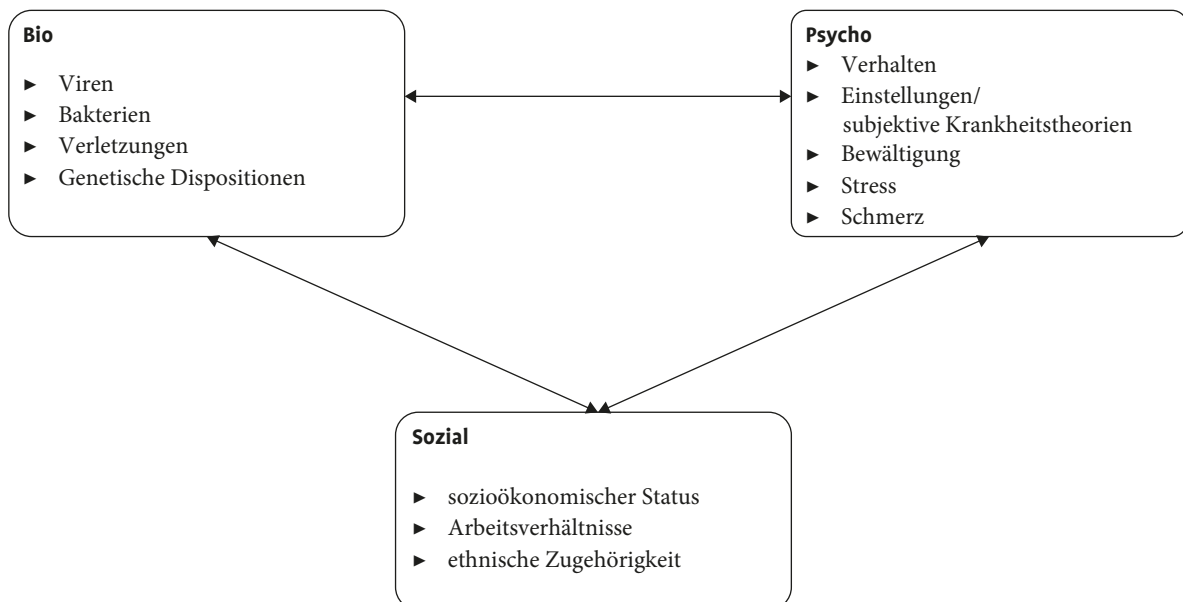 Bio
► Viren
► Bakterien
► Verletzungen
► Genetische Dispositionen
Psycho
► Verhalten
► Einstellungen/
subjektive Krankheitstheorien
► Bewältigung
► Stress
► Schmerz
Sozial
► sozioökonomischer Status
► Arbeitsverhältnisse
► ethnische Zugehörigkeit